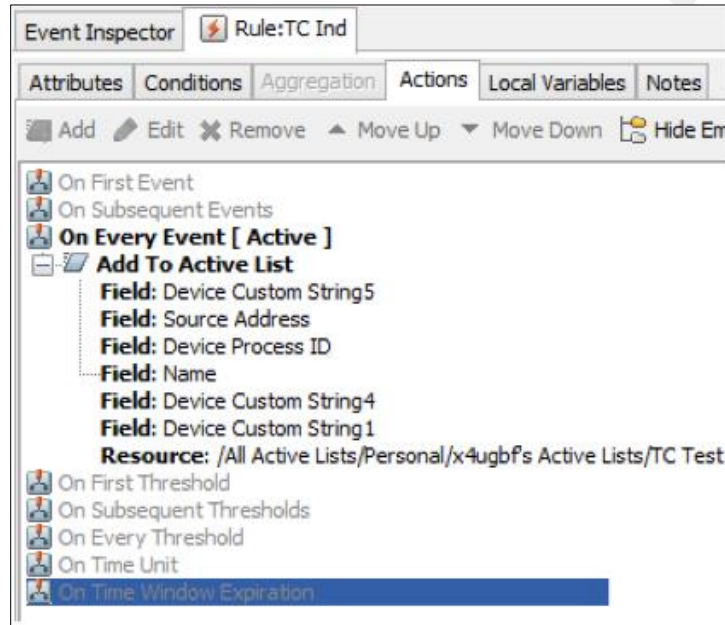 Event Inspector Rule:TC Ind
Attributes Conditions Aggregation Actions Local Variables Notes
Add Edit Remove Move Up Move Down Hide Em
On First Event
On Subsequent Events
On Every Event [ Active ]
Add To Active List
Field: Device Custom String5
Field: Source Address
Field: Device Process ID
Field: Name
Field: Device Custom String4
Field: Device Custom String1
Resource: /All Active Lists/Personal/x4ugbf's Active Lists/TC Test
On First Threshold
On Subsequent Thresholds
On Every Threshold
On Time Unit
On Time Window Expiration